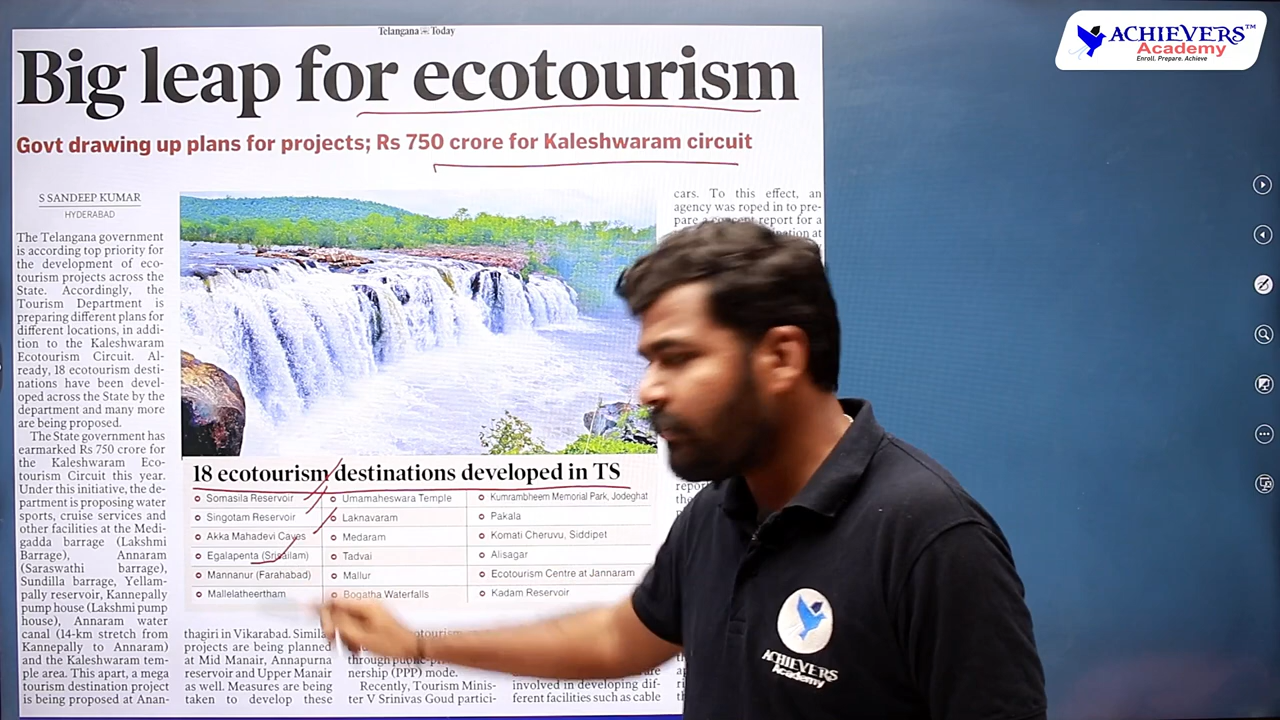 Telangana Today
ACHIEVERS™
Academy
Enroll. Prepare. Achieve
Big leap for ecotourism
Govt drawing up plans for projects; Rs 750 crore for Kaleshwaram circuit
S SANDEEP KUMAR
HYDERABAD
The Telangana government
is according top priority for
the development of eco-
tourism projects across the
State. Accordingly, the
Tourism Department is
preparing different plans for
different locations, in addi-
tion to the Kaleshwaram
Ecotourism Circuit. Al-
ready, 18 ecotourism desti-
nations have been devel-
oped across the State by the
department and many more
are being proposed.
The State government has
earmarked Rs 750 crore for
the Kaleshwaram Eco-
tourism Circuit this year.
Under this initiative, the de-
partment is proposing water
sports, cruise services and
other facilities at the Medi-
gadda barrage (Lakshmi
Barrage), Annaram
(Saraswathi barrage),
Sundilla barrage, Yellam-
pally reservoir, Kannepally
pump house (Lakshmi pump
house), Annaram water
canal (14-km stretch from
Kannepally to Annaram)
and the Kaleshwaram tem-
ple area. This apart, a mega
tourism destination project
is being proposed at Anan-
18 ecotourism destinations developed in TS
Somasila Reservoir
Singotam Reservoir
Akka Mahadevi Caves
Egalapenta (Srisailam)
Mannanur (Farahabad)
Mallelatheertham
Umamaheswara Temple
Laknavaram
Medaram
Tadvai
Mallur
Bogatha Waterfalls
Kumrambheem Memorial Park, Jodeghat
Pakala
Komati Cheruvu, Siddipet
Alisagar
Ecotourism Centre at Jannaram
Kadam Reservoir
thagiri in Vikarabad. Simila
projects are being planned
at Mid Manair, Annapurna
reservoir and Upper Manair
as well. Measures are being
taken to develop these
through
nership (PPP) mode.
Recently, Tourism Minis-
ter V Srinivas Goud partici-
involved in developing dif-
ferent facilities such as cable
cars. To this effect, an
agency was roped in to pre-
pare a concept report for a
at
ACHIEVERS
Academy